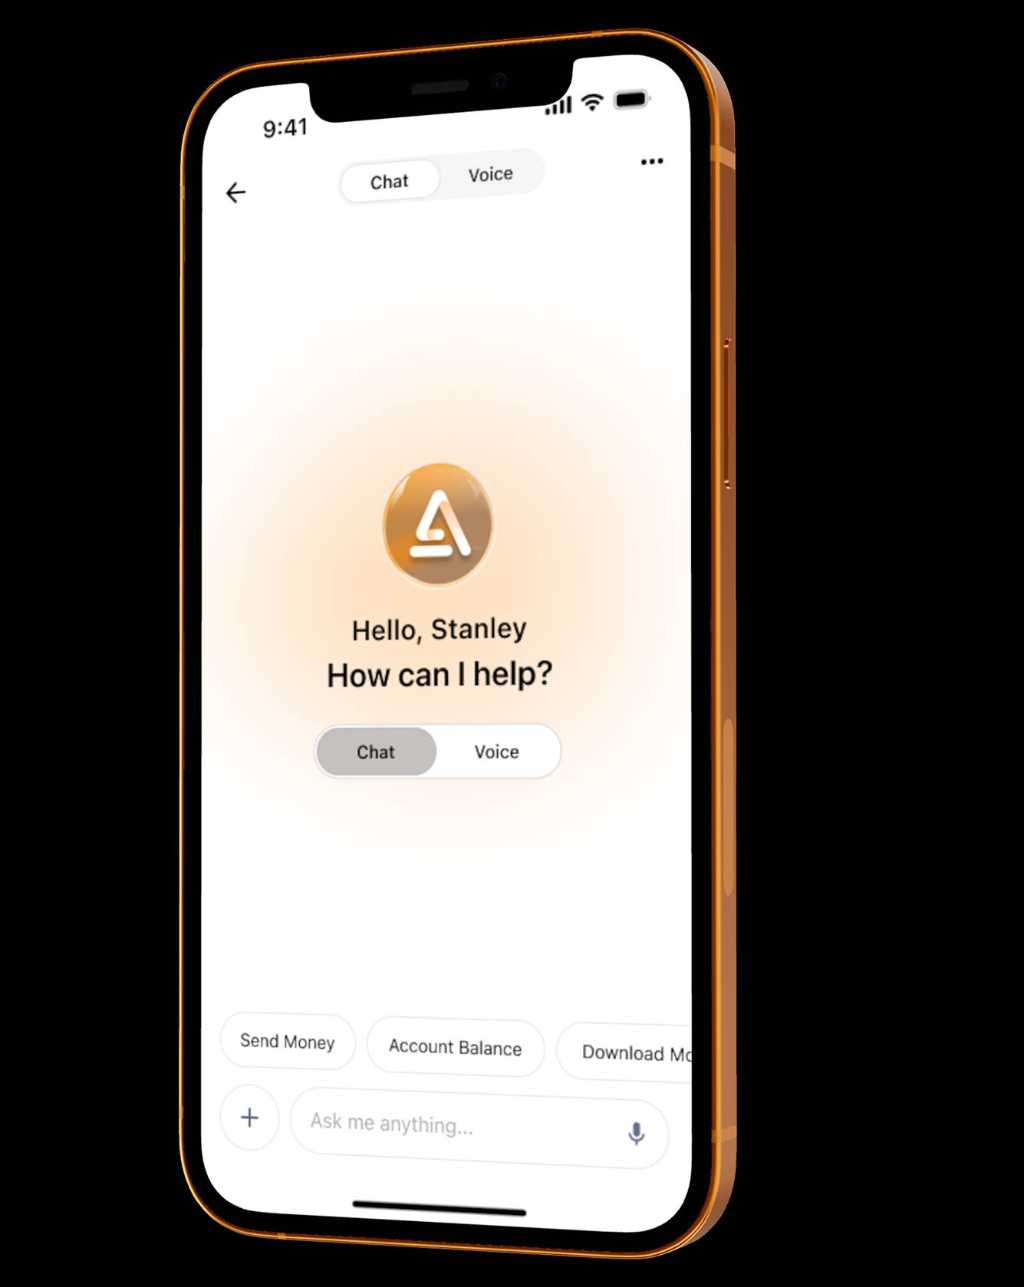 9:41
Chat Voice
Hello, Stanley
How can I help?
Chat Voice
Send Money Account Balance Download Mo
Ask me anything...